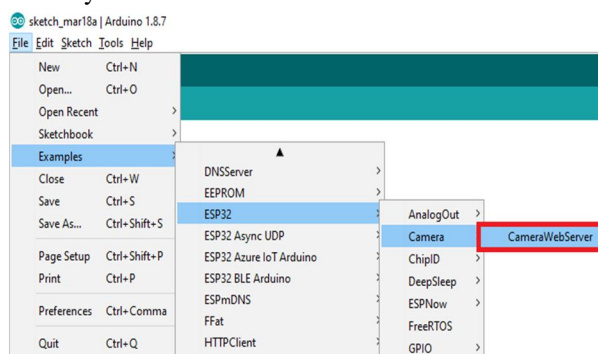 sketch_mar18a | Arduino 1.8.7
File Edit Sketch Tools Help
New Ctrl+N
Open... Ctrl+O
Open Recent >
Sketchbook >
Examples >
Close Ctrl+W
Save Ctrl+S
Save As... Ctrl+Shift+S
Page Setup Ctrl+Shift+P
Print Ctrl+P
Preferences Ctrl+Comma
Quit Ctrl+Q
▲
DNSServer >
EEPROM >
ESP32 >
ESP32 Async UDP >
ESP32 Azure IoT Arduino >
ESP32 BLE Arduino >
ESPmDNS >
FFat >
HTTPClient >
AnalogOut >
Camera >
ChipID >
DeepSleep >
ESPNow >
FreeRTOS
GPIO >
CameraWebServer